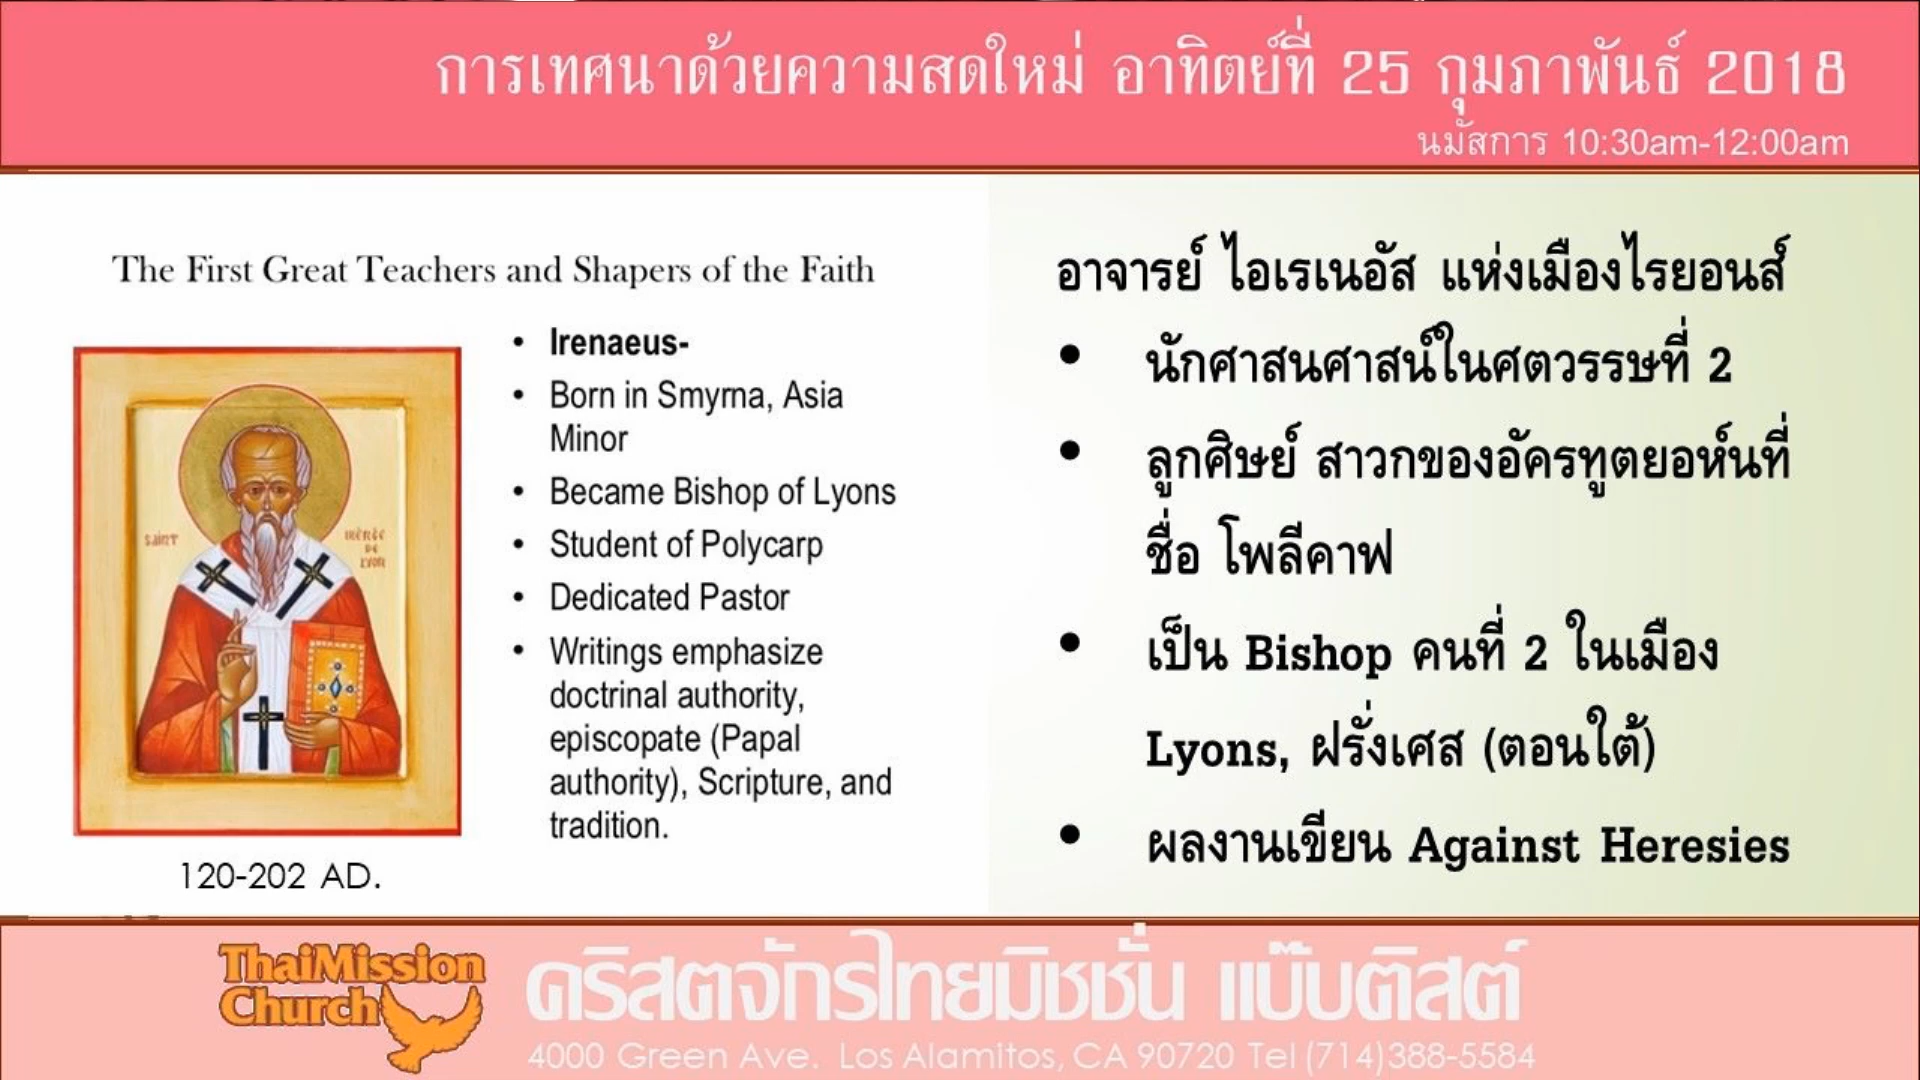 การเทศนาด้วยความสดใหม่ อาทิตย์ที่ 25 กุมภาพันธ์ 2018
นมัสการ 10:30am-12:00am
The First Great Teachers and Shapers of the Faith
SAINT
IRÉNÉE
DE
LYON
120-202 AD.
• Irenaeus-
• Born in Smyrna, Asia
Minor
• Became Bishop of Lyons
• Student of Polycarp
• Dedicated Pastor
• Writings emphasize
doctrinal authority,
episcopate (Papal
authority), Scripture, and
tradition.
อาจารย์ ไอเรเนอัส แห่งเมืองไรยอนส์
• นักศาสนศาสน์ในศตวรรษที่ 2
• ลูกศิษย์ สาวกของอัครทูตยอห์นที่
ชื่อ โพลีคาฟ
• เป็น Bishop คนที่ 2 ในเมือง
Lyons, ฝรั่งเศส (ตอนใต้)
• ผลงานเขียน Against Heresies
ThaiMission
Church
คริสตจักรไทยมิชชั่น แบ๊บติสต์
4000 Green Ave. Los Alamitos, CA 90720 Tel (714)388-5584